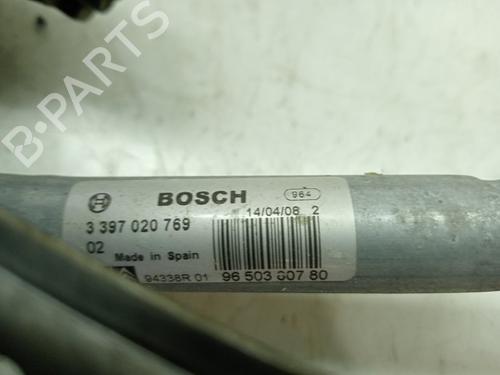 B-PARTS
BOSCH
964
14/04/08 2
3 397 020 769
02
Made in Spain
94338R 01
96 503 607 80